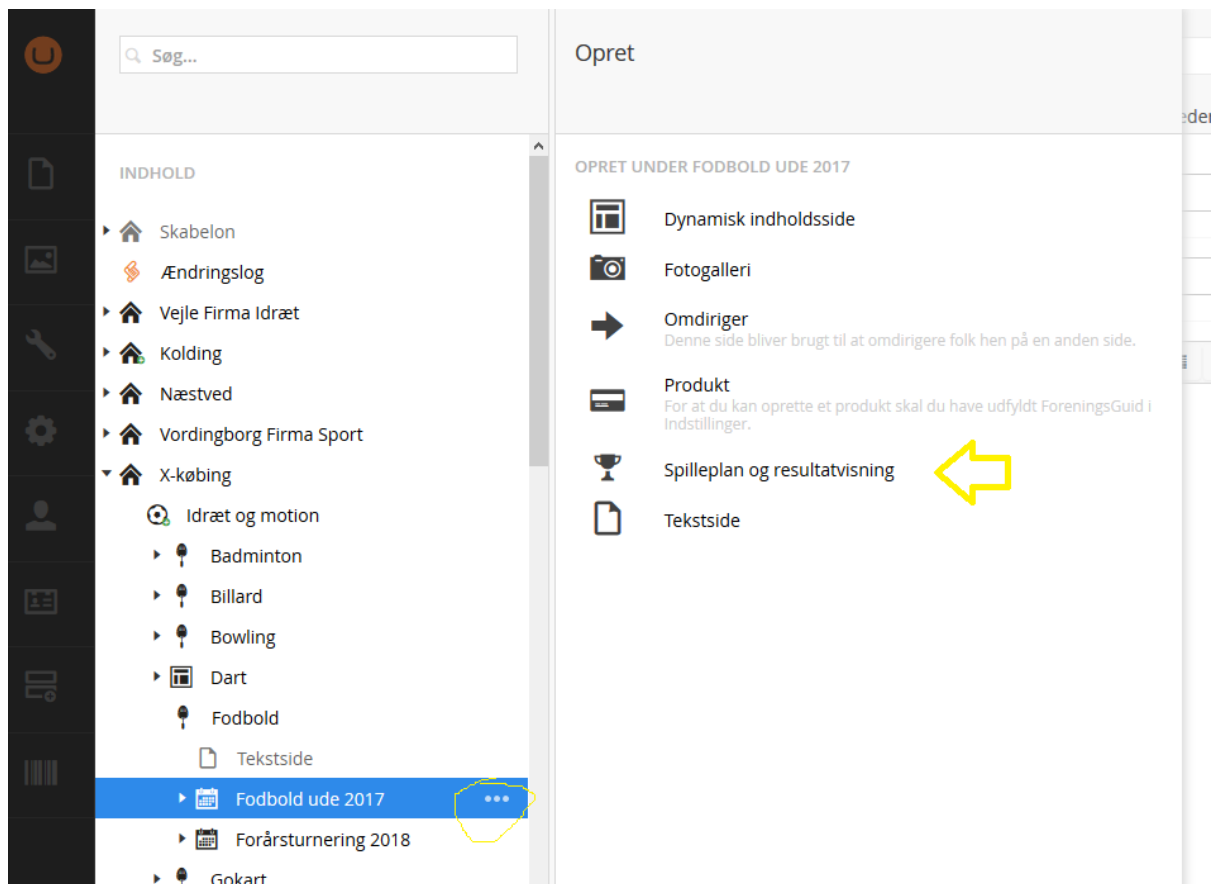 Søg...
INDHOLD
Skabelon
Ændringslog
Vejle Firma Idræt
Kolding
Næstved
Vordingborg Firma Sport
X-købing
Idræt og motion
Badminton
Billard
Bowling
Dart
Fodbold
Tekstside
Fodbold ude 2017
Forårsturnering 2018
Gokart
Opret
OPRET UNDER FODBOLD UDE 2017
Dynamisk indholdsside
Fotogalleri
Omdiriger
Denne side bliver brugt til at omdirigere folk hen på en anden side.
Produkt
For at du kan oprette et produkt skal du have udfyldt ForeningsGuid i
Indstillinger.
Spilleplan og resultatvisning
Tekstside